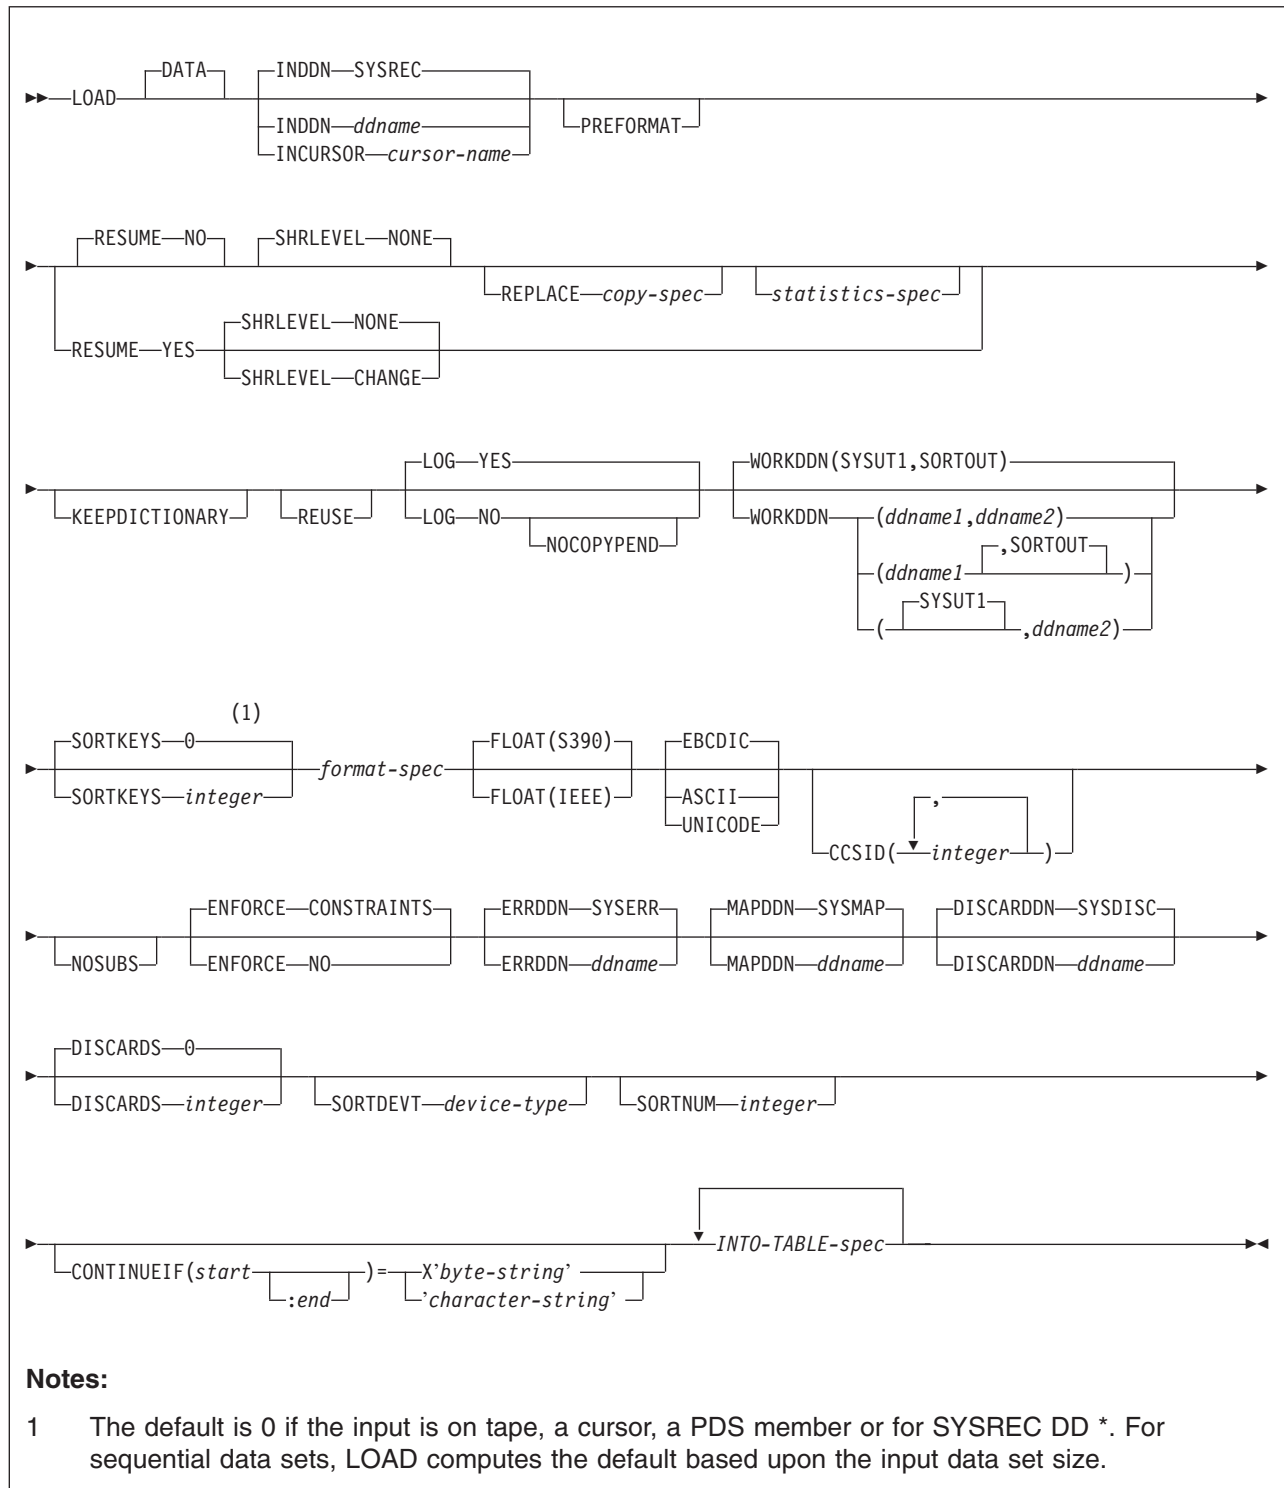 DATA INDDN SYSREC
LOAD
INDDN ddname PREFORMAT
INCURSOR cursor-name
RESUME NO SHRLEVEL NONE
REPLACE copy-spec statistics-spec
SHRLEVEL NONE
RESUME YES
SHRLEVEL CHANGE
LOG YES WORKDDN(SYSUT1,SORTOUT)
KEEPDICTIONARY REUSE LOG NO WORKDDN (ddname1,ddname2)
NOCOPYPEND ,SORTOUT
(ddname1 )
SYSUT1
( ,ddname2)
(1)
SORTKEYS 0 FLOAT(S390) EBCDIC
format-spec
SORTKEYS integer FLOAT(IEEE) ASCII
UNICODE ,
CCSID( integer )
ENFORCE CONSTRAINTS ERRDDN SYSERR MAPDDN SYSMAP DISCARDDN SYSDISC
NOSUBS ENFORCE NO ERRDDN ddname MAPDDN ddname DISCARDDN ddname
DISCARDS 0
DISCARDS integer SORTDEVT device-type SORTNUM integer
INTO-TABLE-spec
CONTINUEIF(start )= X'byte-string'
:end 'character-string'
Notes:
1 The default is 0 if the input is on tape, a cursor, a PDS member or for SYSREC DD *. For
sequential data sets, LOAD computes the default based upon the input data set size.